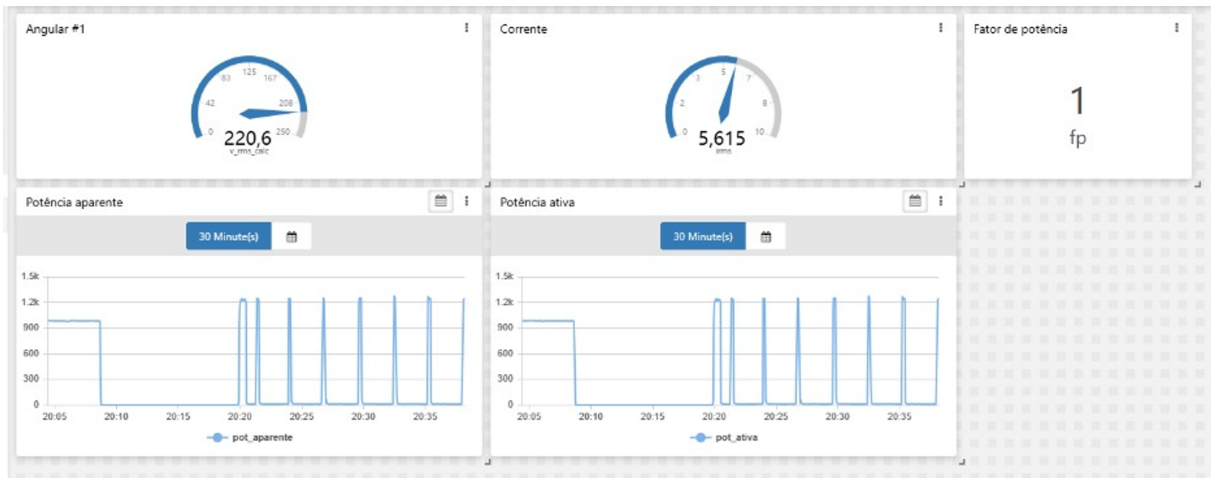 Angular #1
Corrente
Fator de potência
0
42
83
125
167
208
250
220,6
v_rms_calc
0
2
3
5
7
8
10
5,615
irms
1
fp
Potência aparente
30 Minute(s)
1.5k
1.2k
900
600
300
0
20:05 20:10 20:15 20:20 20:25 20:30 20:35
pot_aparente
Potência ativa
30 Minute(s)
1.5k
1.2k
900
600
300
0
20:05 20:10 20:15 20:20 20:25 20:30 20:35
pot_ativa